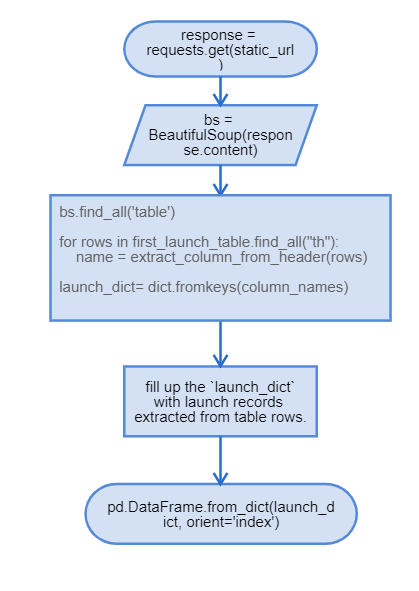 response =
requests.get(static_url
)
bs =
BeautifulSoup(respon
se.content)
bs.find_all('table')
for rows in first_launch_table.find_all("th"):
name = extract_column_from_header(rows)
launch_dict= dict.fromkeys(column_names)
fill up the `launch_dict`
with launch records
extracted from table rows.
pd.DataFrame.from_dict(launch_d
ict, orient='index')